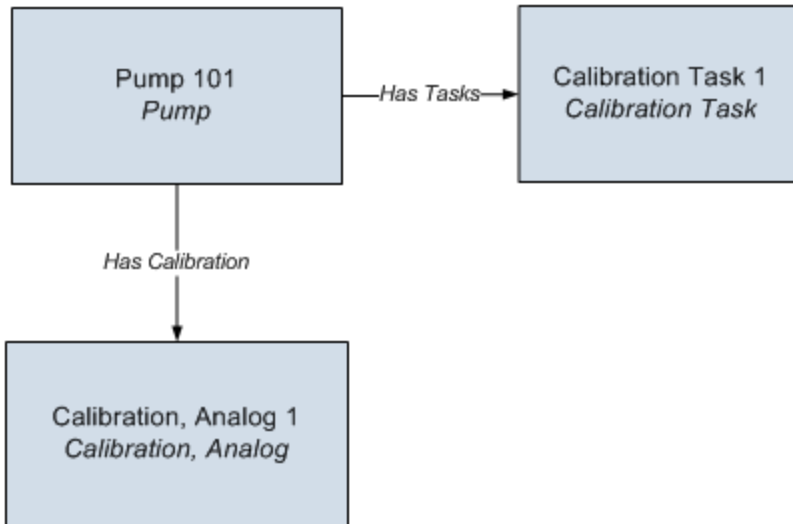 Pump 101
Pump
Has Tasks
Calibration Task 1
Calibration Task
Has Calibration
Calibration, Analog 1
Calibration, Analog